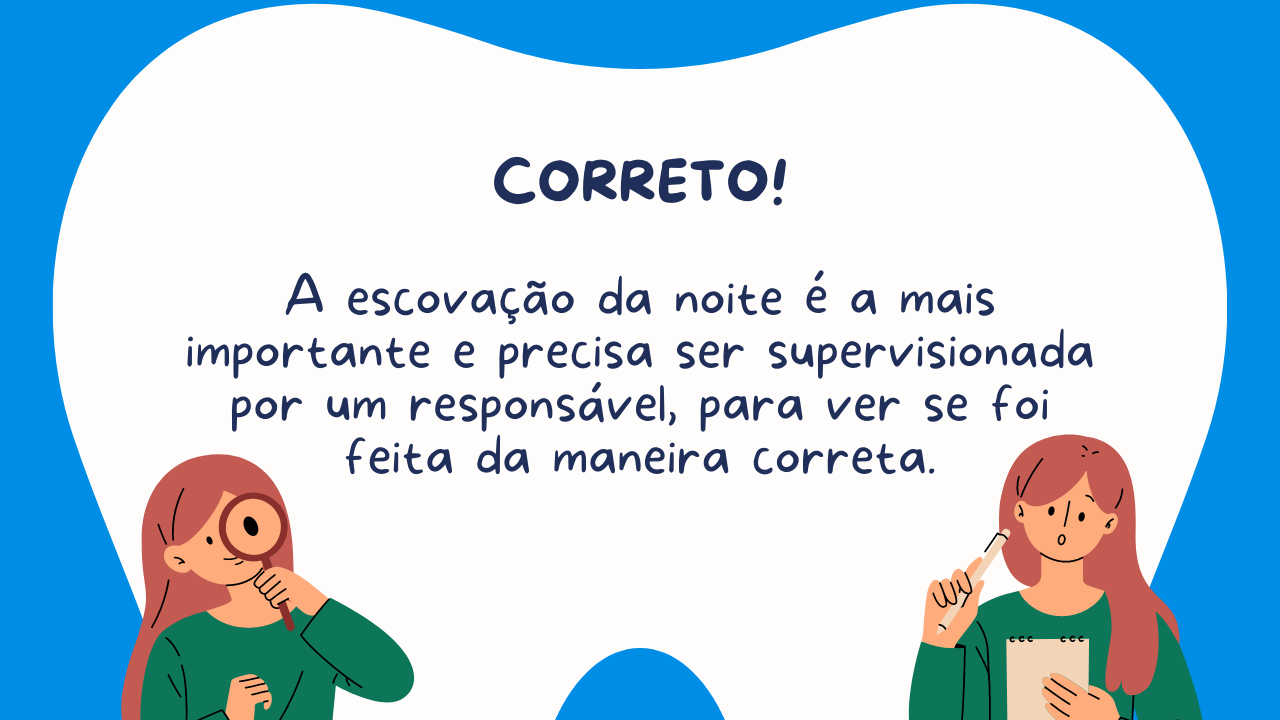 CORRETO!
A escovação da noite é a mais
importante e precisa ser supervisionada
por um responsável, para ver se foi
feita da maneira correta.